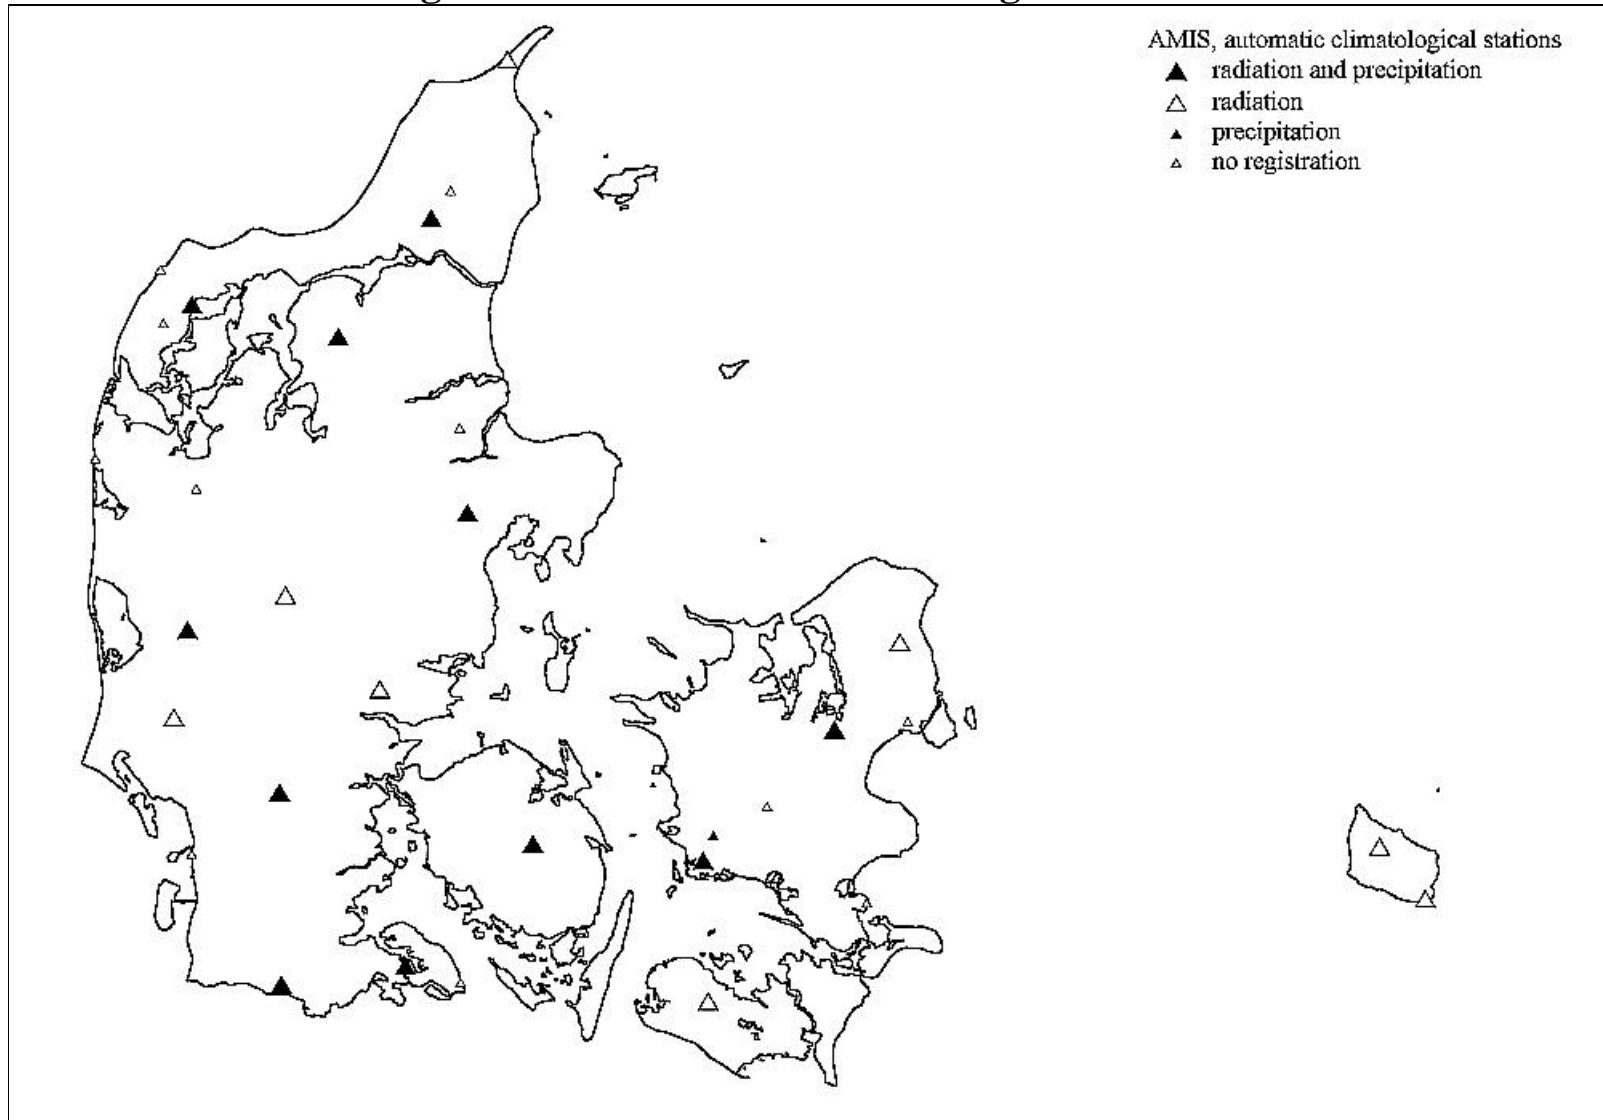 AMIS, automatic climatological stations
radiation and precipitation
radiation
precipitation
no registration